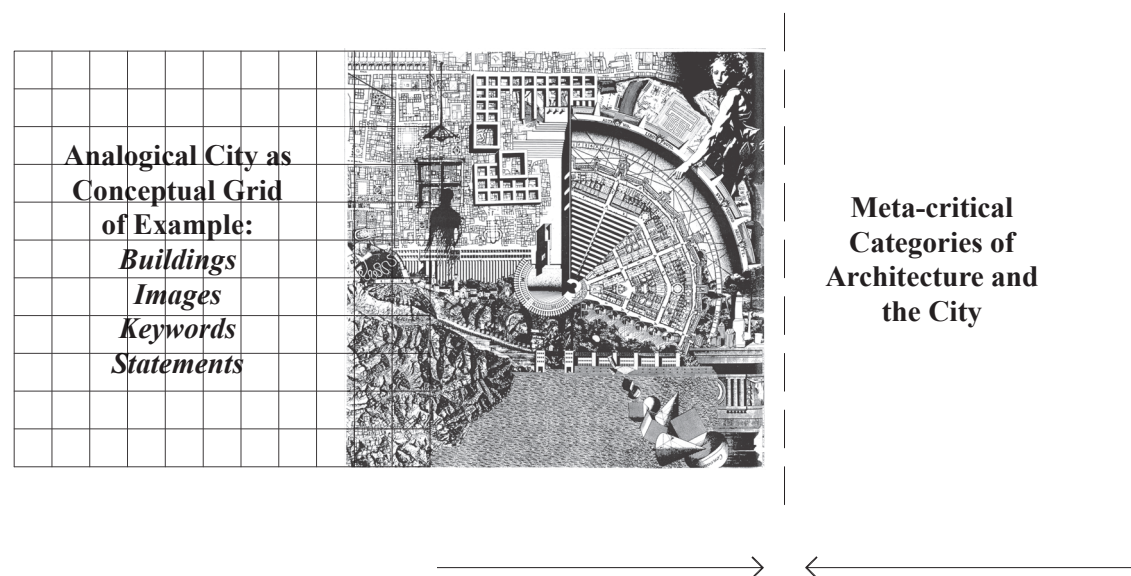 Analogical City as
Conceptual Grid
of Example:
Buildings
Images
Keywords
Statements
Meta-critical
Categories of
Architecture and
the City